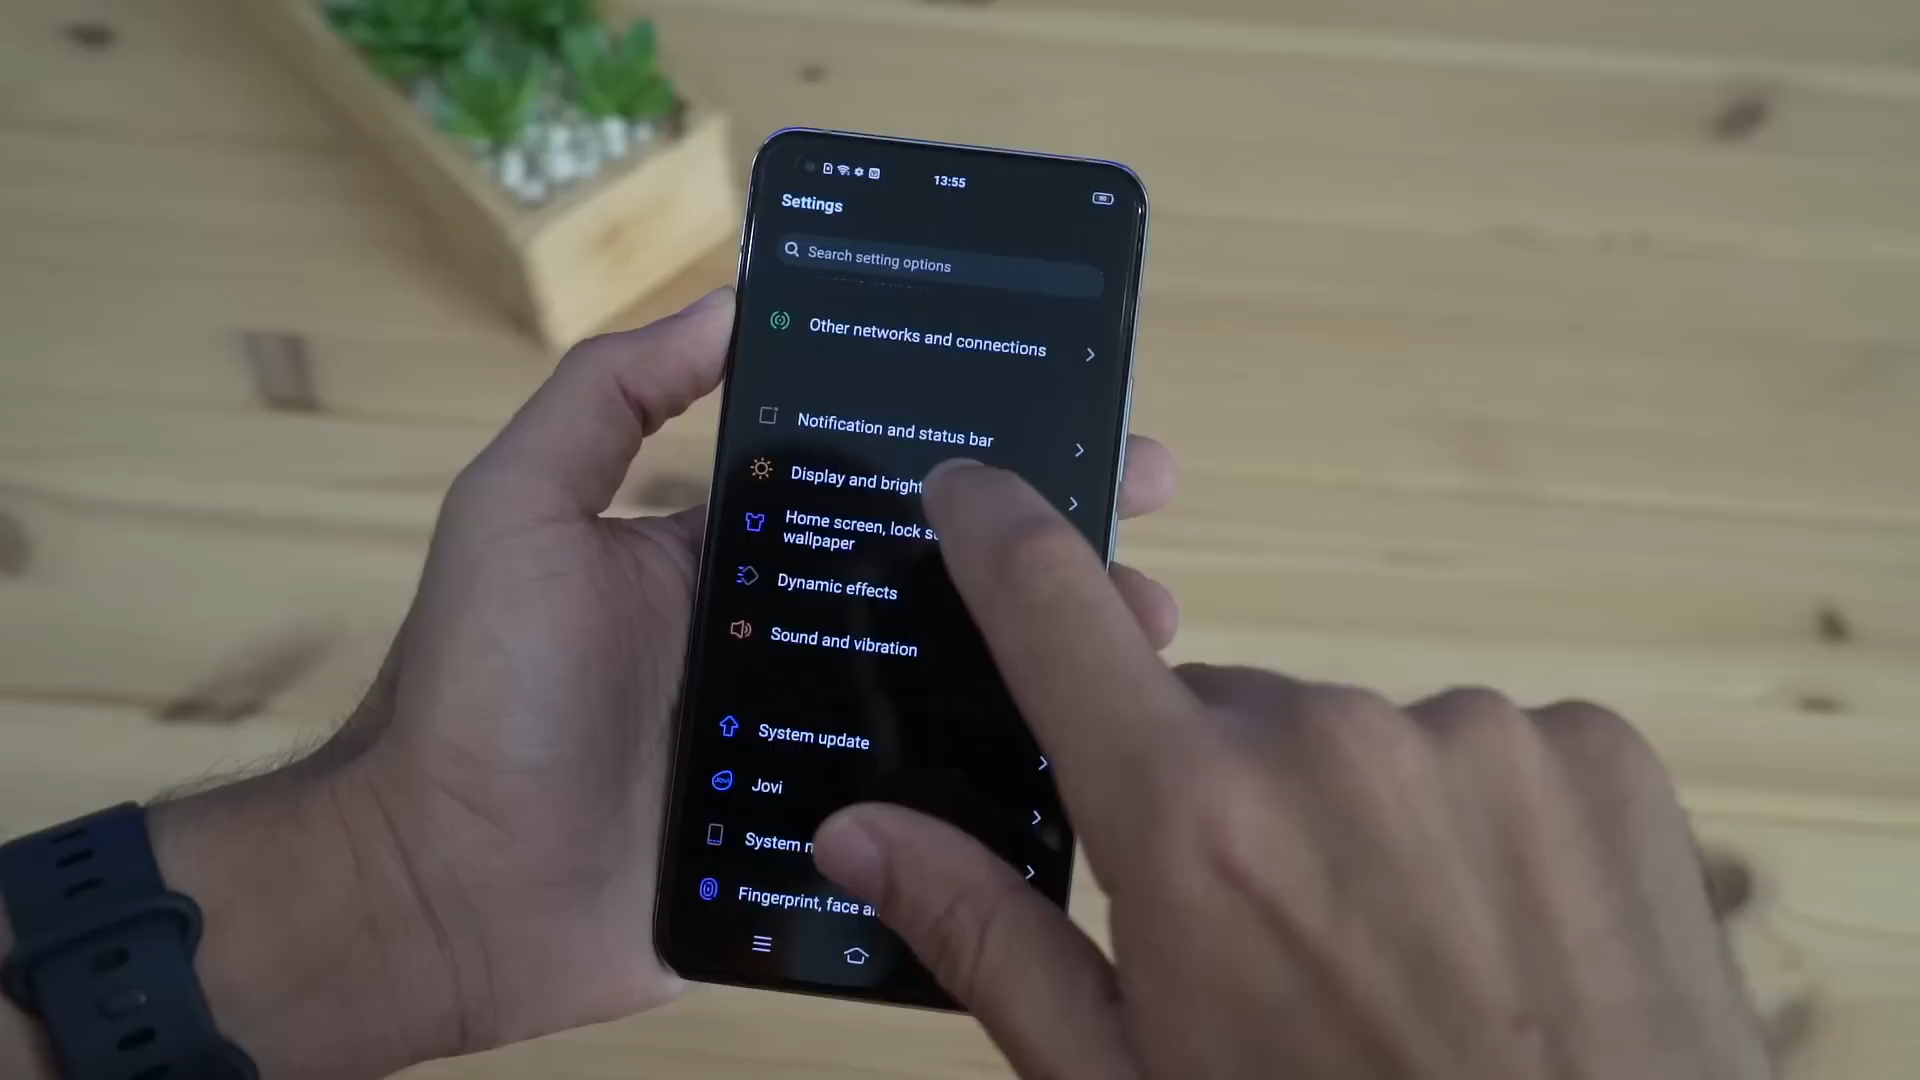 13:55
Settings
Search setting options
Other networks and connections
Notification and status bar
Display and bright
Home screen, lock s
wallpaper
Dynamic effects
Sound and vibration
System update
Jovi
System
Fingerprint, face